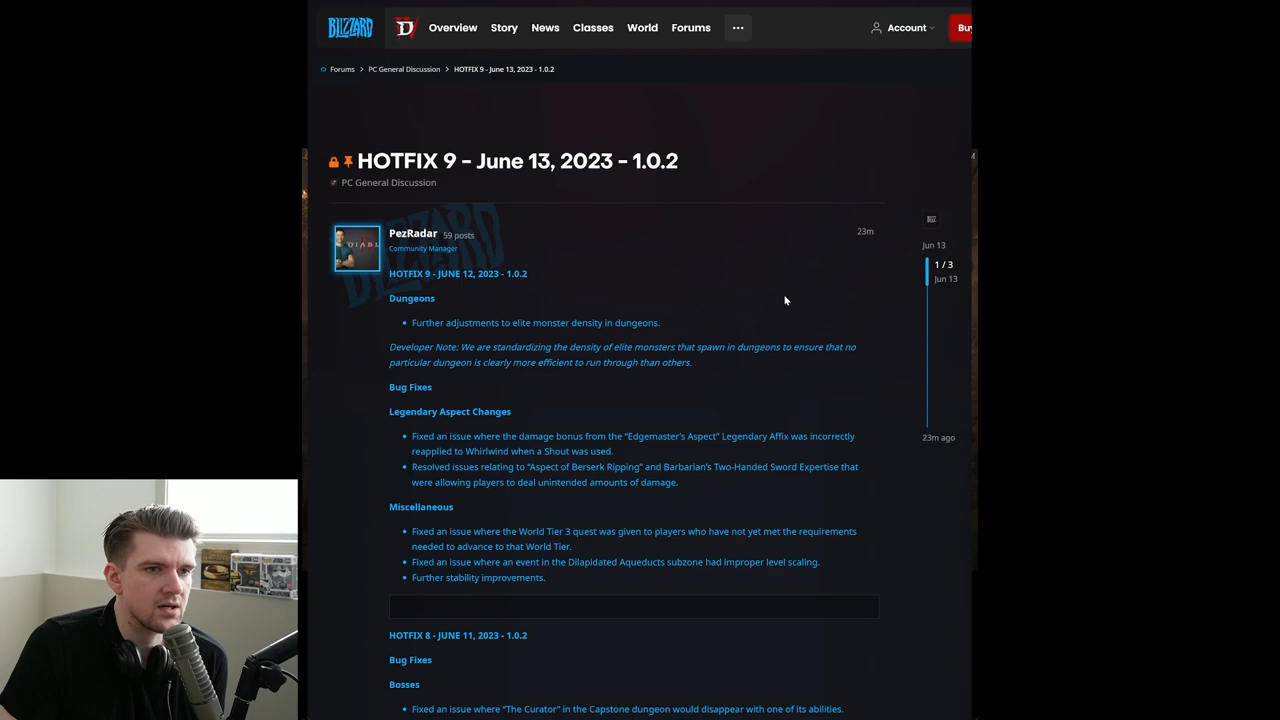 BLIZZARD
Overview
Story
News
Classes
World
Forums
Account
Forums
PC General Discussion
HOTFIX 9 - June 13, 2023 - 1.0.2
HOTFIX 9 - June 13, 2023 - 1.0.2
PC General Discussion
PezRadar 59 posts
23m
Community Manager
HOTFIX 9 - JUNE 12, 2023 - 1.0.2
Dungeons
• Further adjustments to elite monster density in dungeons.
Developer Note: We are standardizing the density of elite monsters that spawn in dungeons to ensure that no
particular dungeon is clearly more efficient to run through than others.
Bug Fixes
Legendary Aspect Changes
• Fixed an issue where the damage bonus from the “Edgemaster’s Aspect” Legendary Affix was incorrectly
reapplied to Whirlwind when a Shout was used.
• Resolved issues relating to “Aspect of Berserk Ripping” and Barbarian’s Two-Handed Sword Expertise that
were allowing players to deal unintended amounts of damage.
Miscellaneous
• Fixed an issue where the World Tier 3 quest was given to players who have not yet met the requirements
needed to advance to that World Tier.
• Fixed an issue where an event in the Dilapidated Aqueducts subzone had improper level scaling.
• Further stability improvements.
HOTFIX 8 - JUNE 11, 2023 - 1.0.2
Bug Fixes
Bosses
• Fixed an issue where “The Curator” in the Capstone dungeon would disappear with one of its abilities.
Jun 13
1 / 3
Jun 13
23m ago